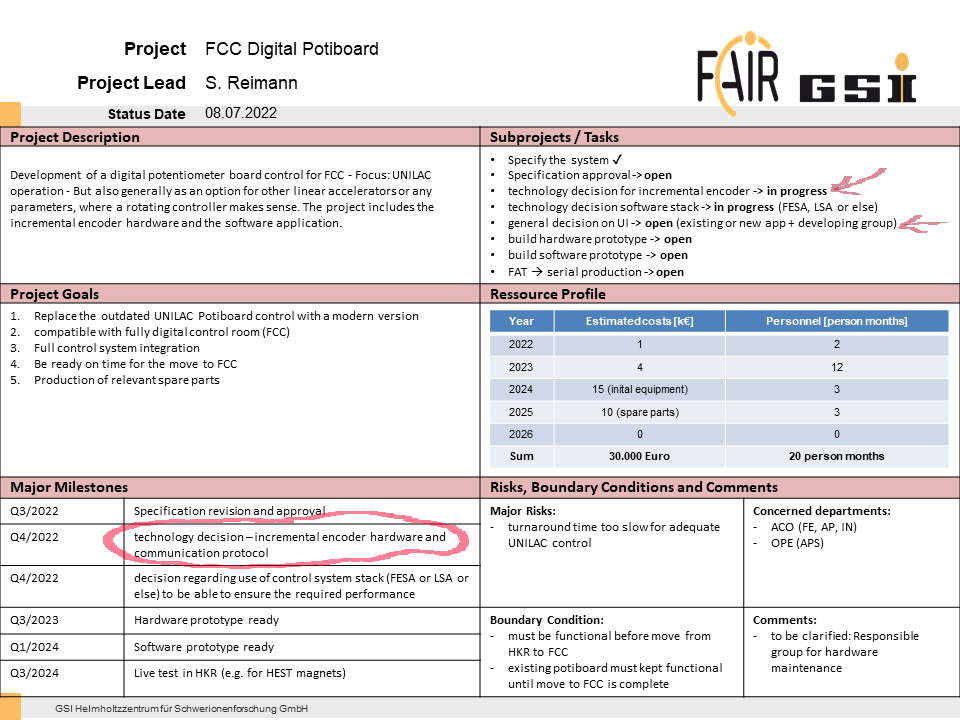 Project FCC Digital Potiboard
Project Lead S. Reimann
Status Date 08.07.2022
FAIR GSI
Project Description
Development of a digital potentiometer board control for FCC - Focus: UNILAC
operation - But also generally as an option for other linear accelerators or any
parameters, where a rotating controller makes sense. The project includes the
incremental encoder hardware and the software application.
Subprojects / Tasks
• Specify the system ✓
• Specification approval -> open
• technology decision for incremental encoder -> in progress
• technology decision software stack -> in progress (FESA, LSA or else)
• general decision on UI -> open (existing or new app + developing group)
• build hardware prototype -> open
• build software prototype -> open
• FAT → serial production -> open
Project Goals
1. Replace the outdated UNILAC Potiboard control with a modern version
2. compatible with fully digital control room (FCC)
3. Full control system integration
4. Be ready on time for the move to FCC
5. Production of relevant spare parts
Ressource Profile
Year Estimated costs [k€] Personnel [person months]
2022 1 2
2023 4 12
2024 15 (inital equipment) 3
2025 10 (spare parts) 3
2026 0 0
Sum 30.000 Euro 20 person months
Major Milestones
Q3/2022 Specification revision and approval
Q4/2022 technology decision – incremental encoder hardware and
communication protocol
Q4/2022 decision regarding use of control system stack (FESA or LSA or
else) to be able to ensure the required performance
Q3/2023 Hardware prototype ready
Q1/2024 Software prototype ready
Q3/2024 Live test in HKR (e.g. for HEST magnets)
Risks, Boundary Conditions and Comments
Major Risks:
- turnaround time too slow for adequate
UNILAC control
Concerned departments:
- ACO (FE, AP, IN)
- OPE (APS)
Boundary Condition:
- must be functional before move from
HKR to FCC
- existing potiboard must kept functional
until move to FCC is complete
Comments:
- to be clarified: Responsible
group for hardware
maintenance
GSI Helmholtzzentrum für Schwerionenforschung GmbH